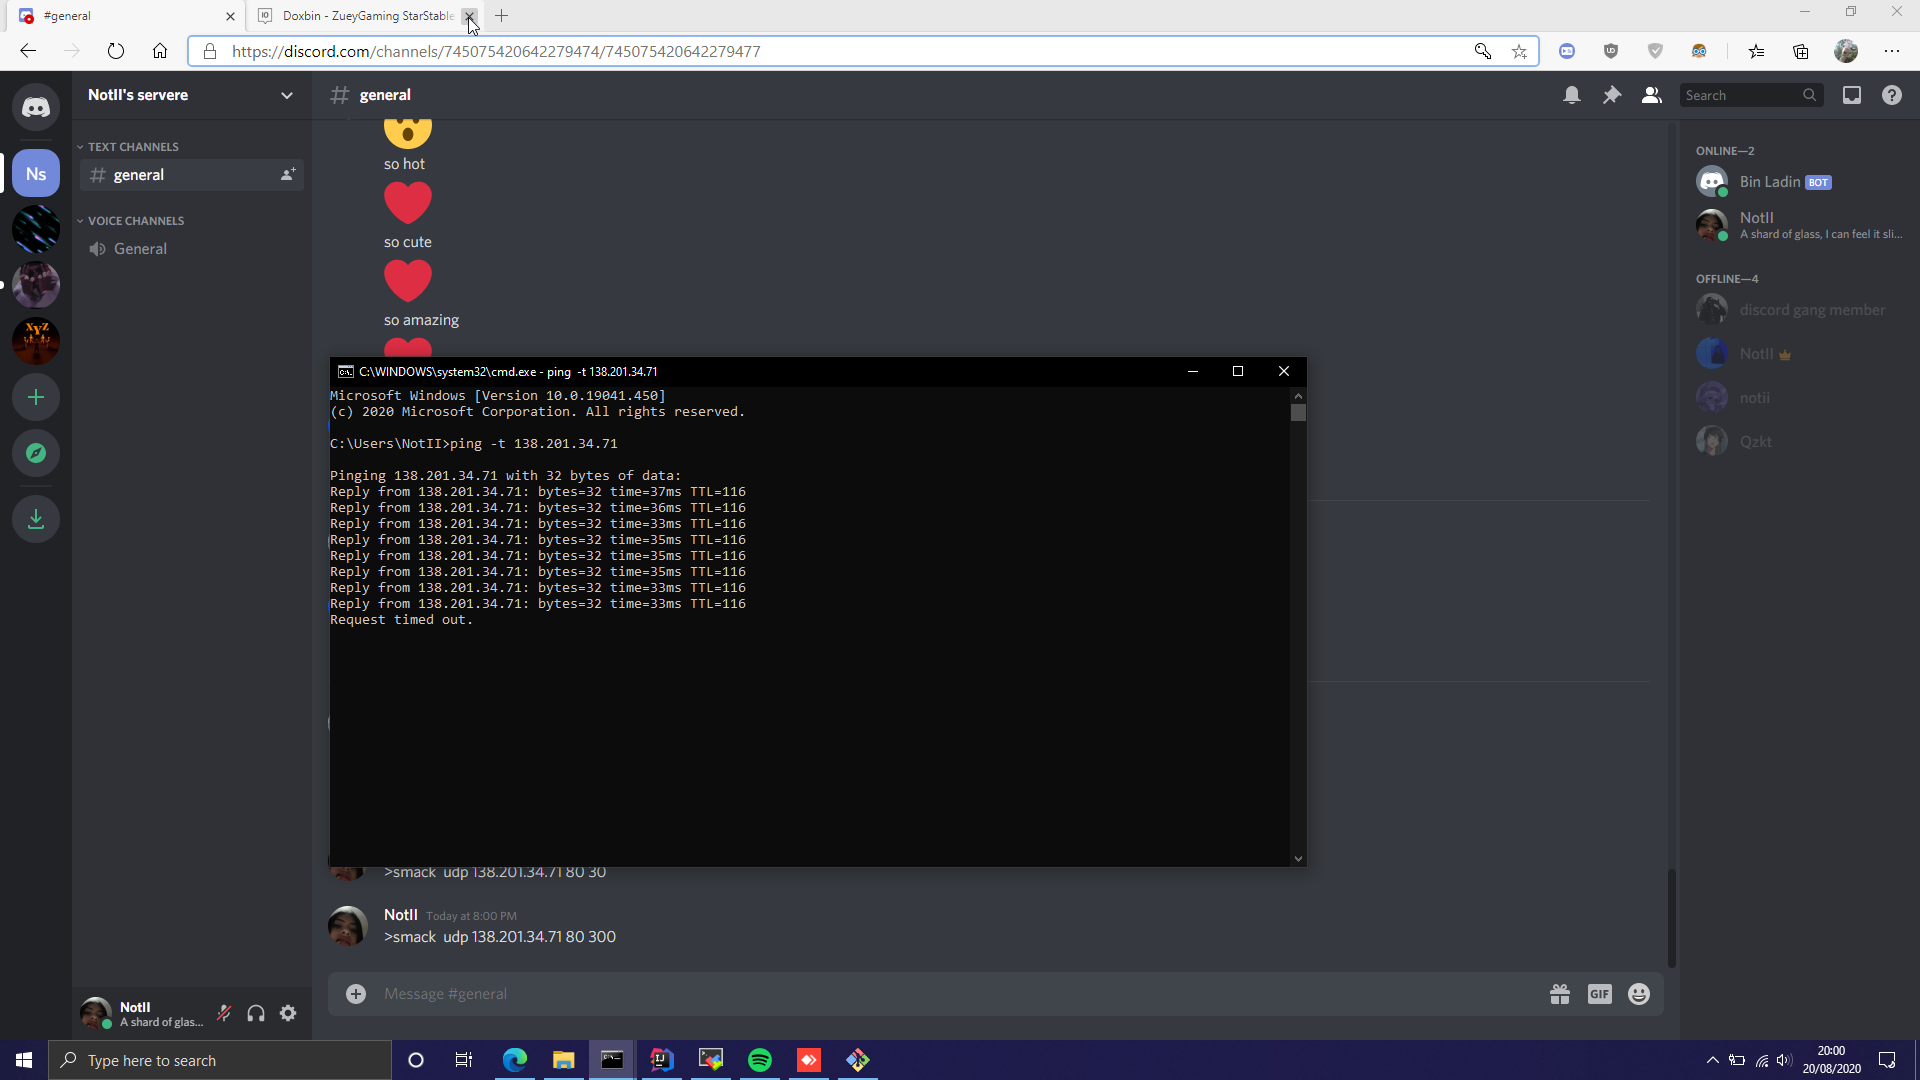 #general
Doxbin - ZueyGaming StarStable
https://discord.com/channels/745075420642279474/745075420642279477
NotII's servere
general
Search
TEXT CHANNELS
general
VOICE CHANNELS
General
Ns
XYZ
so hot
so cute
so amazing
C:\WINDOWS\system32\cmd.exe - ping  -t 138.201.34.71
Microsoft Windows [Version 10.0.19041.450]
(c) 2020 Microsoft Corporation. All rights reserved.
C:\Users\NotII>ping -t 138.201.34.71
Pinging 138.201.34.71 with 32 bytes of data:
Reply from 138.201.34.71: bytes=32 time=37ms TTL=116
Reply from 138.201.34.71: bytes=32 time=36ms TTL=116
Reply from 138.201.34.71: bytes=32 time=33ms TTL=116
Reply from 138.201.34.71: bytes=32 time=35ms TTL=116
Reply from 138.201.34.71: bytes=32 time=35ms TTL=116
Reply from 138.201.34.71: bytes=32 time=35ms TTL=116
Reply from 138.201.34.71: bytes=32 time=33ms TTL=116
Reply from 138.201.34.71: bytes=32 time=33ms TTL=116
Request timed out.
>smack udp 138.201.34.71 80 30
NotII Today at 8:00 PM
>smack udp 138.201.34.71 80 300
Message #general
GIF
ONLINE—2
Bin Ladin BOT
NotII
A shard of glass, I can feel it sli...
OFFLINE—4
discord gang member
NotII
notii
Qzkt
NotII
A shard of glas...
Type here to search
20:00
20/08/2020